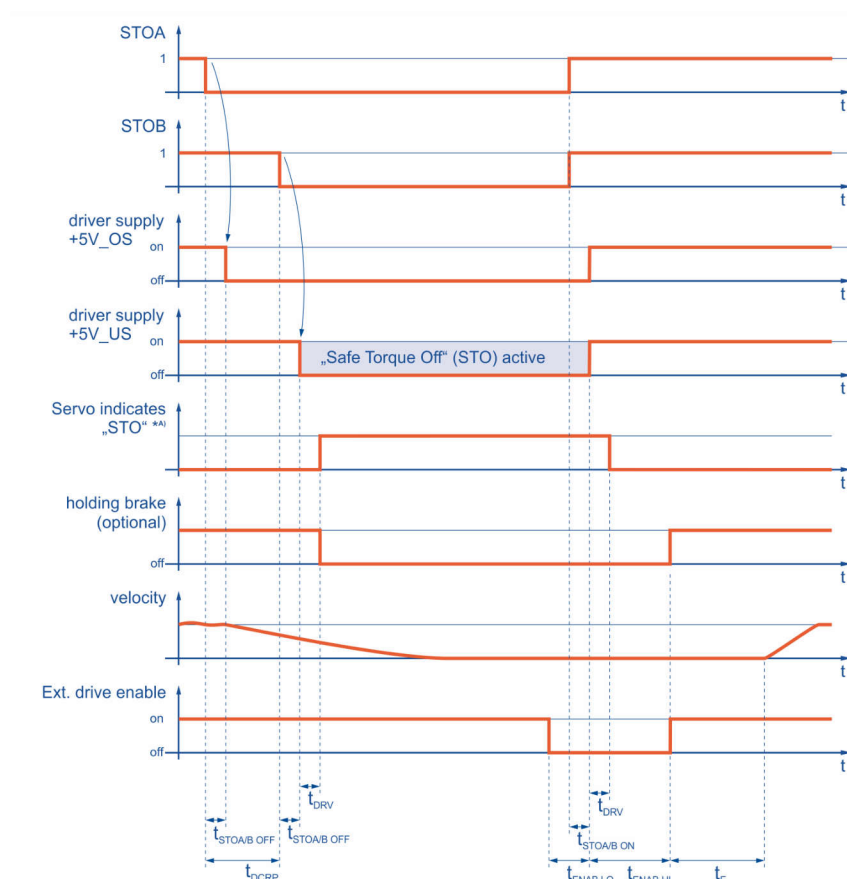 STOA
1
t
STOB
1
t
driver supply
+5V_OS
on
off
t
driver supply
+5V_US
on
„Safe Torque Off“ (STO) active
off
t
Servo indicates
„STO“ *A)
t
holding brake
(optional)
off
t
velocity
t
Ext. drive enable
on
off
t
tDRV
tDRV
tSTOA/B OFF
tSTOA/B OFF
tSTOA/B ON
tDCRP